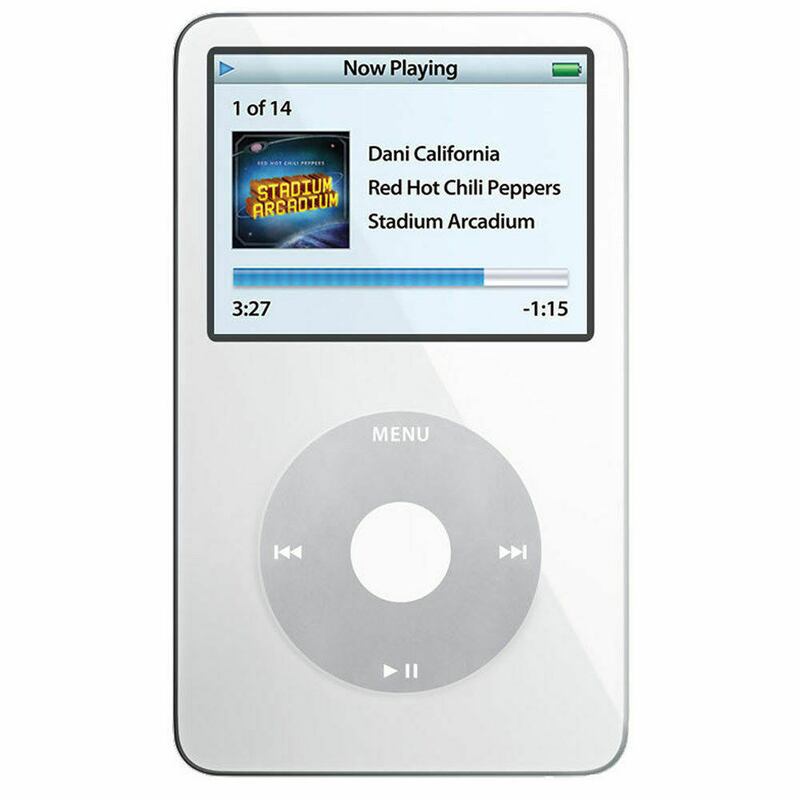 Now Playing
1 of 14
RED HOT CHILI PEPPERS
STADIUM
ARCADIUM
Dani California
Red Hot Chili Peppers
Stadium Arcadium
3:27
-1:15
MENU